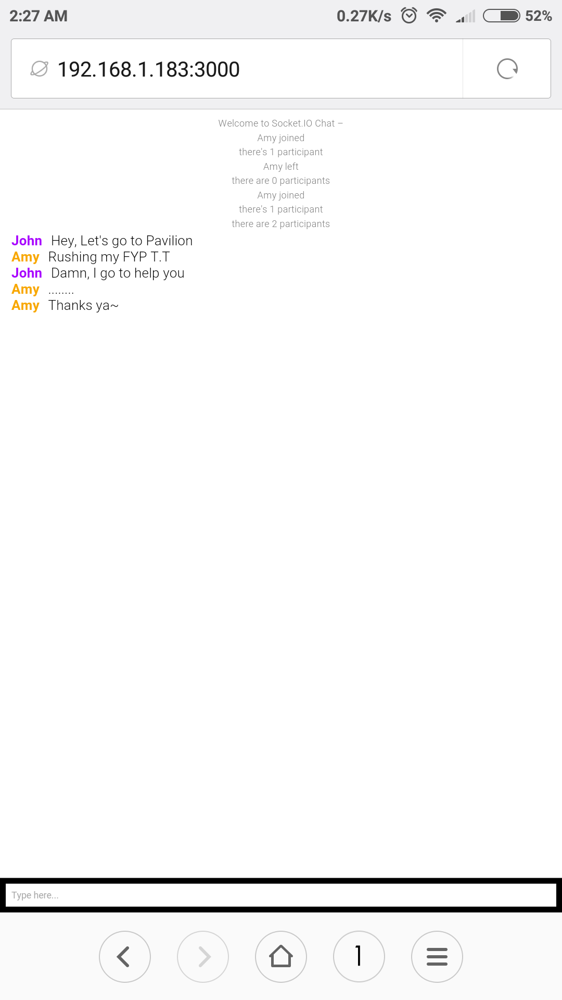 2:27 AM 0.27K/s 52%
192.168.1.183:3000
Welcome to Socket.IO Chat –
Amy joined
there's 1 participant
Amy left
there are 0 participants
Amy joined
there's 1 participant
there are 2 participants
John Hey, Let's go to Pavilion
Amy Rushing my FYP T.T
John Damn, I go to help you
Amy ........
Amy Thanks ya~
Type here...
1